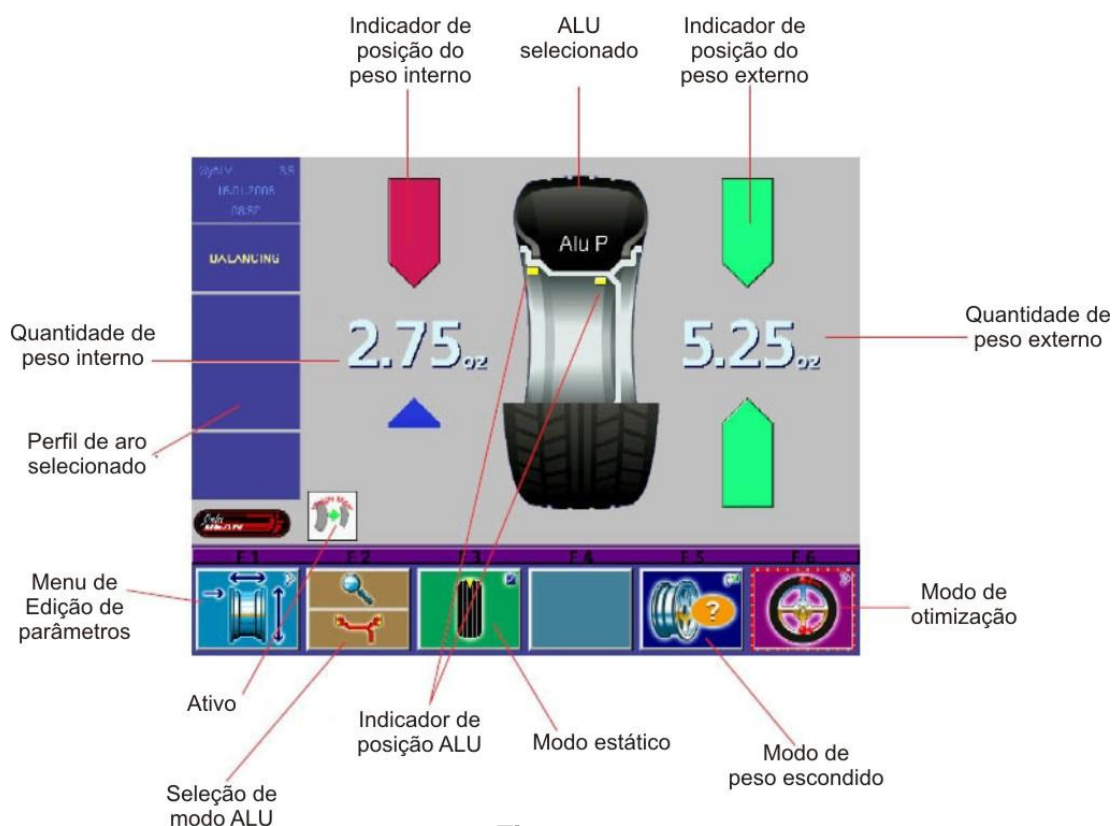 Indicador de
posição do
peso interno
ALU
selecionado
Indicador de
posição do
peso externo
BALANCING
Alu P
Quantidade de
peso interno
2.75oz
5.25oz
Quantidade de
peso externo
Perfil de aro
selecionado
F1 F2 F3 F4 F5 F6
Menu de
Edição de
parâmetros
?
Modo de
otimização
Ativo
Indicador de
posição ALU
Modo estático
Modo de
peso escondido
Seleção de
modo ALU